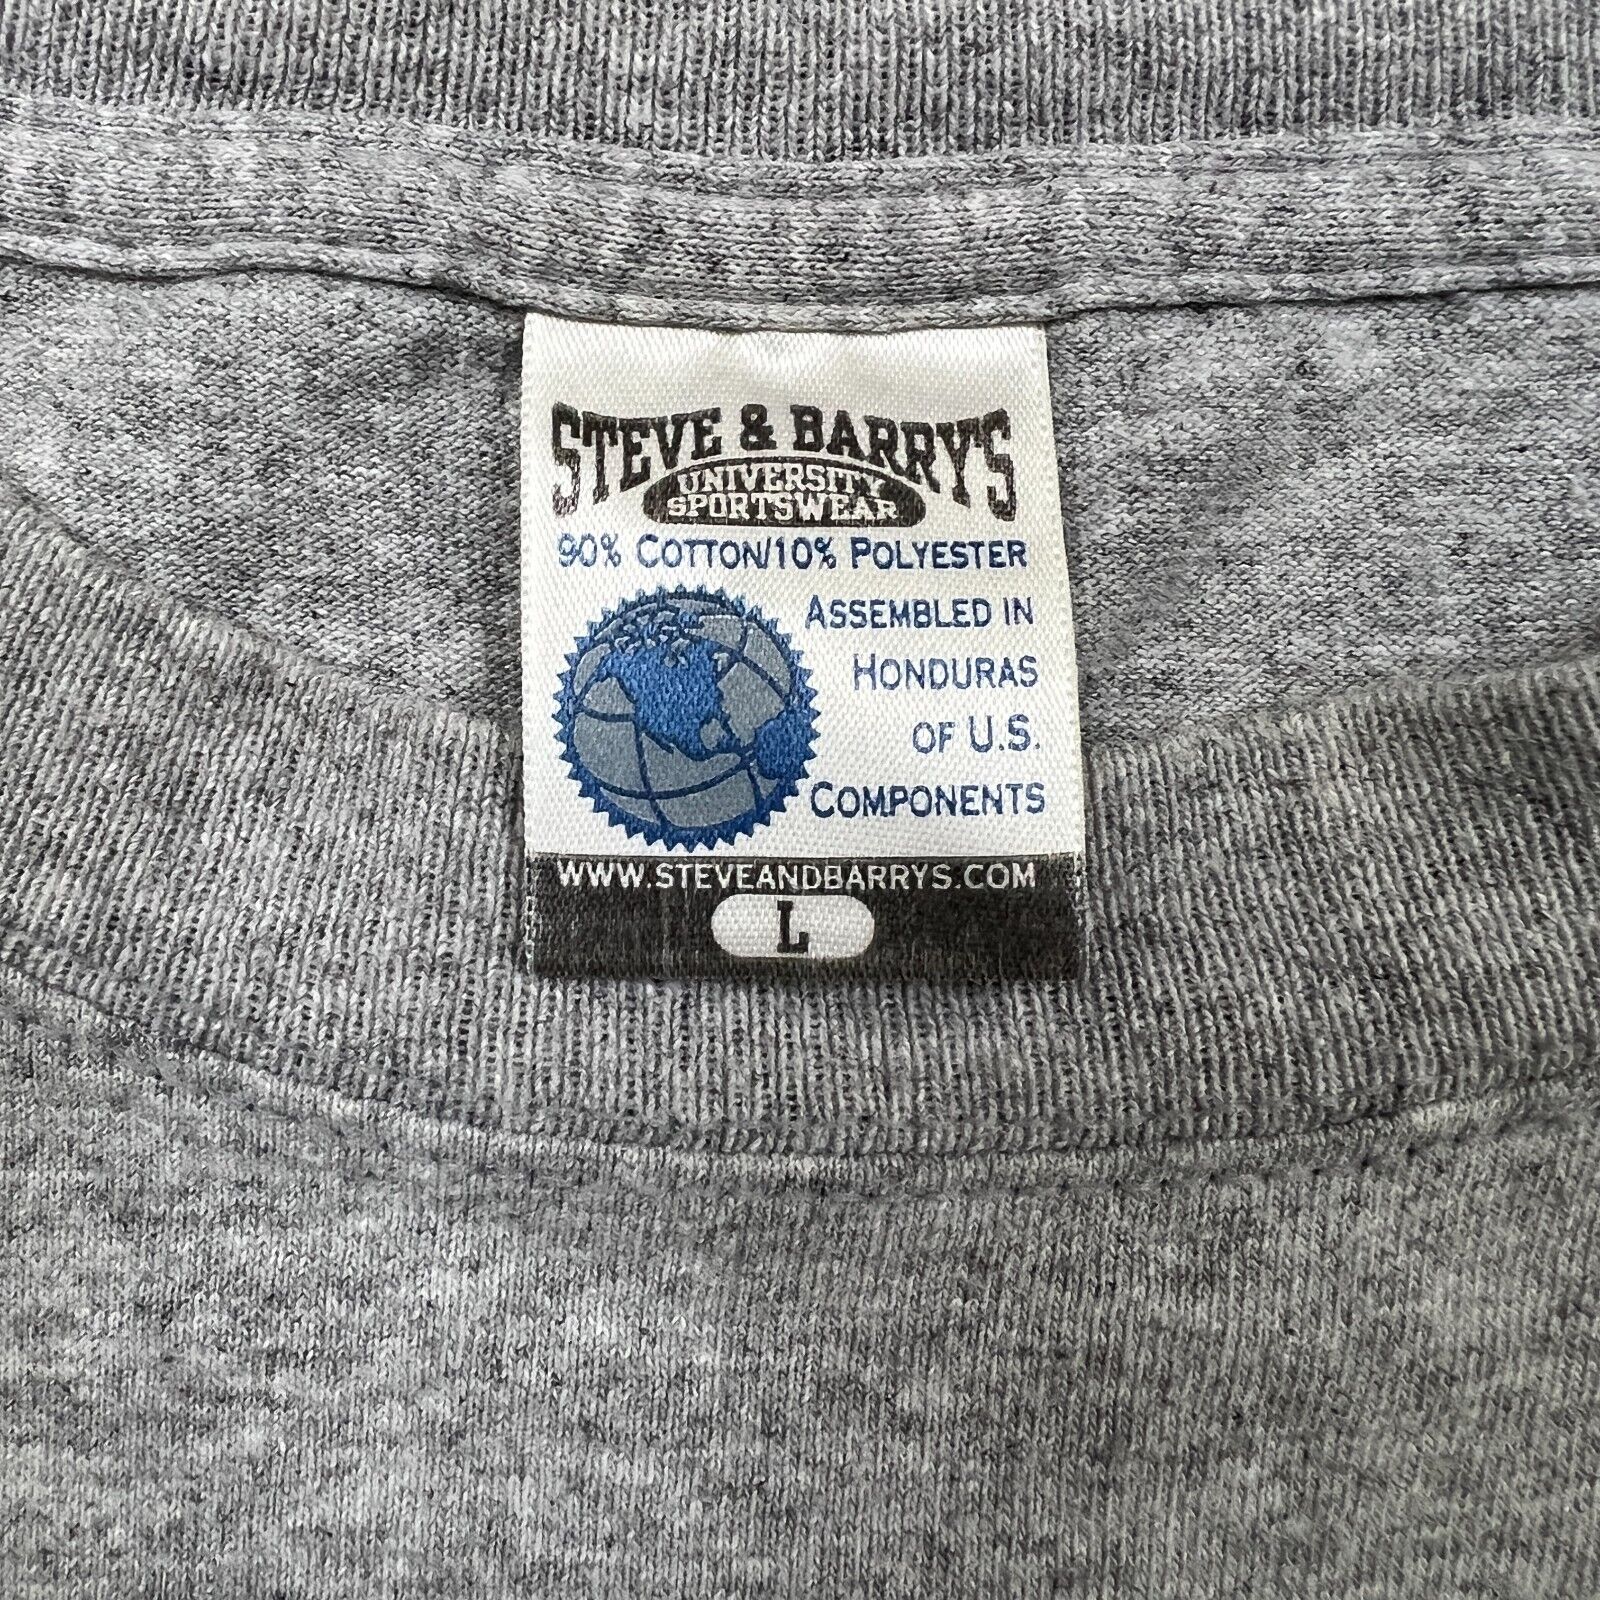 STEVE & BARRY'S
UNIVERSITY
SPORTSWEAR
90% COTTON/10% POLYESTER
ASSEMBLED IN
HONDURAS
OF U.S.
COMPONENTS
WWW.STEVEANDBARRYS.COM
L